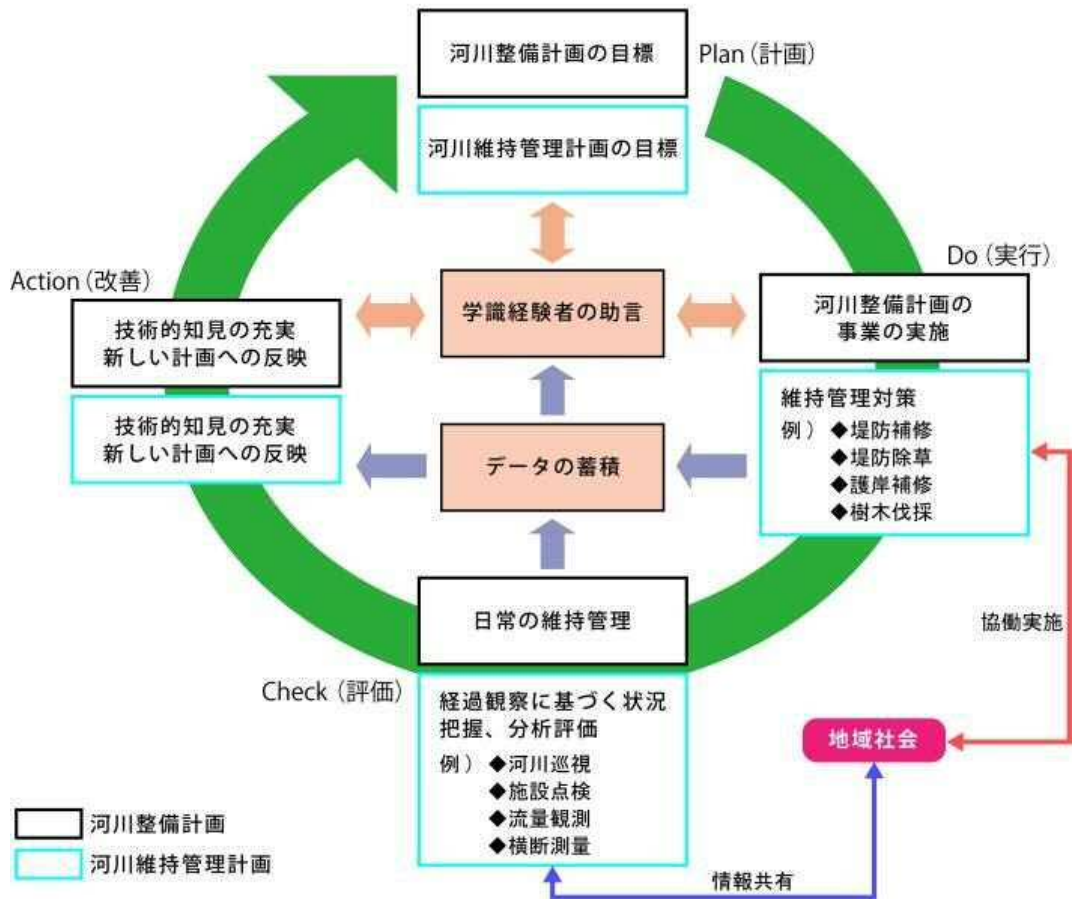 河川整備計画の目標
Plan(計画)
河川維持管理計画の目標
Do(実行)
Action(改善)
学識経験者の助言
河川整備計画の
事業の実施
技術的知見の充実
新しい計画への反映
維持管理対策
例) ◆堤防補修
◆堤防除草
◆護岸補修
◆樹木伐採
技術的知見の充実
新しい計画への反映
データの蓄積
日常の維持管理
協働実施
Check(評価)
経過観察に基づく状況
把握、分析評価
例) ◆河川巡視
◆施設点検
◆流量観測
◆横断測量
地域社会
河川整備計画
河川維持管理計画
情報共有